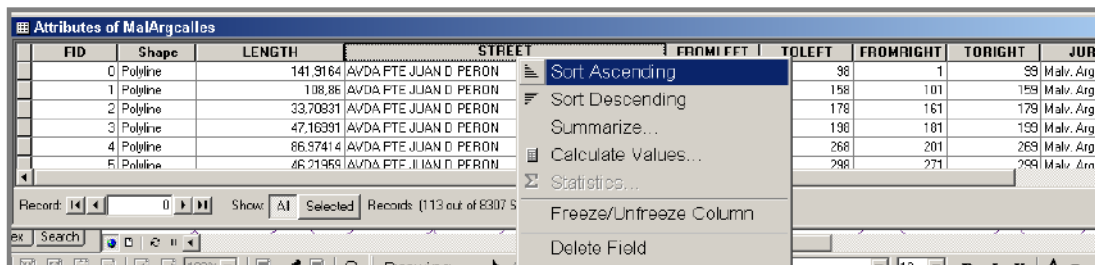 Attributes of MalArgcalles
FID Shape LENGTH STREET FROMLEFT TOLEFT FROMRIGHT TORIGHT JUR
0 Polyline 141,9164 AVDA PTE JUAN D PERON 98 1 99 Malv. Arg
1 Polyline 108,86 AVDA PTE JUAN D PERON 158 101 159 Malv. Arg
2 Polyline 33,70831 AVDA PTE JUAN D PERON 178 161 179 Malv. Arg
3 Polyline 47,16991 AVDA PTE JUAN D PERON 198 181 199 Malv. Arg
4 Polyline 86,97414 AVDA PTE JUAN D PERON 268 201 269 Malv. Arg
5 Polyline 46,21959 AVDA PTE JUAN D PERON 298 271 299 Malv. Arg
Sort Ascending
Sort Descending
Summarize...
Calculate Values...
Σ Statistics...
Freeze/Unfreeze Column
Delete Field
Record: 0 Show: All Selected Records (113 out of 8307 S
ex Search